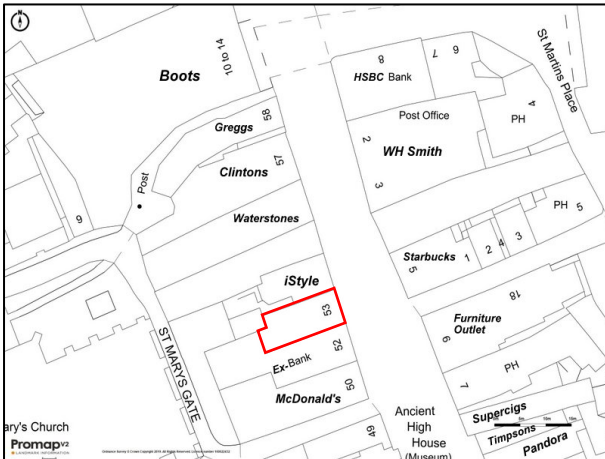 N
10 to 14
Boots
58
Greggs
57
Clintons
Post
Waterstones
9
iStyle
53
52
Ex-Bank
McDonald's
50
49
ST MARYS GATE
ary's Church
8
HSBC Bank
7
6
St Martins Place
4
PH
Post Office
2
WH Smith
3
PH
5
Starbucks
1
2
4
3
5
18
Furniture
Outlet
6
PH
7
Supercigs
Timpsons
Pandora
Ancient
High
House
(Museum)
Promap V2
LANDMARK INFORMATION